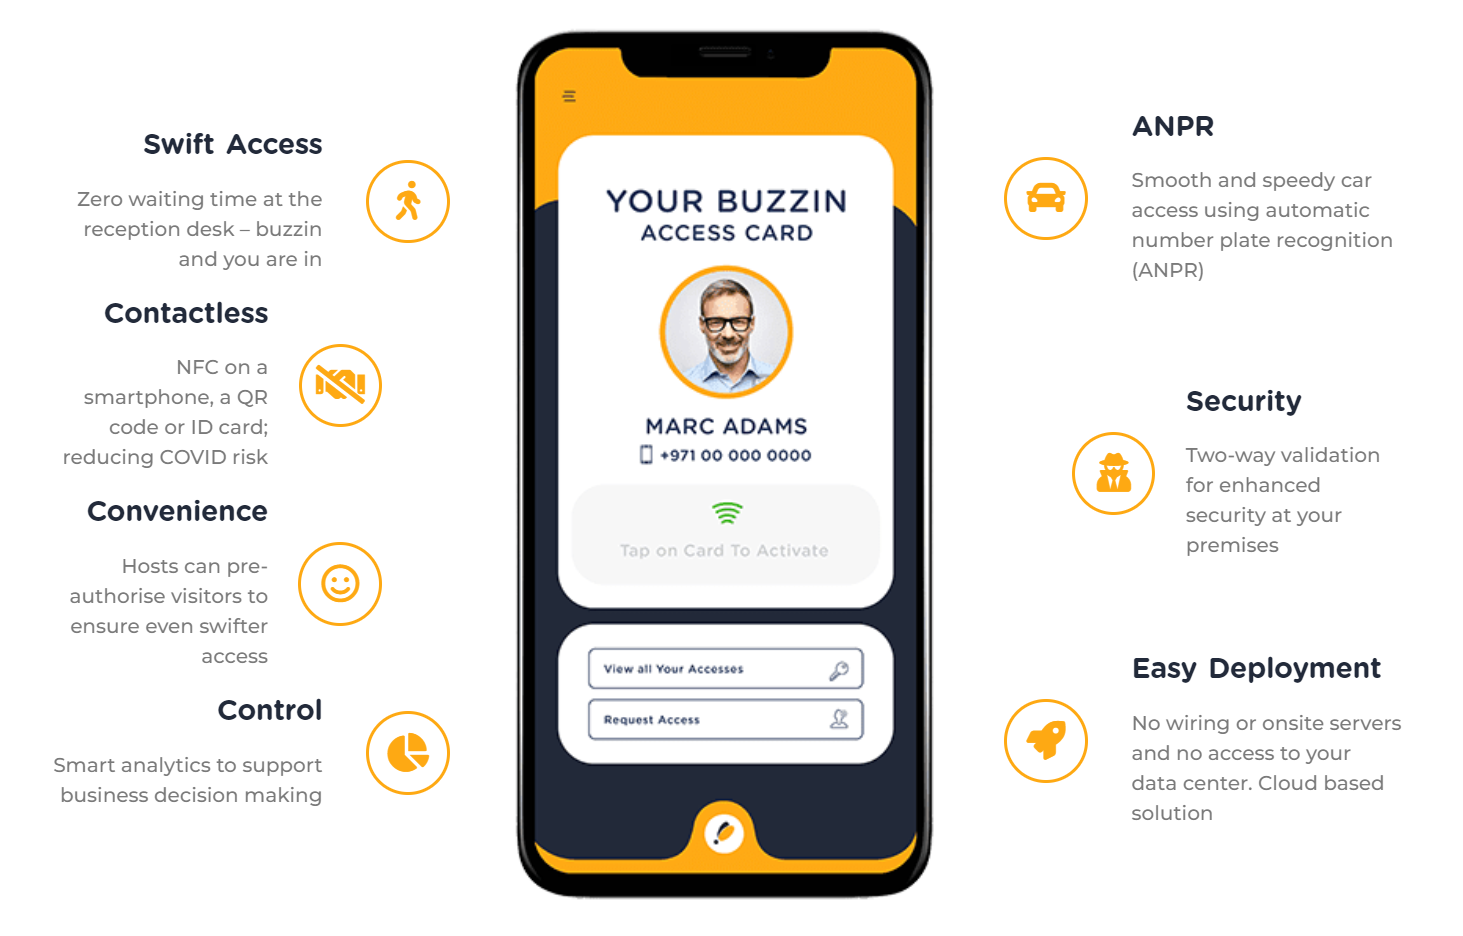 Swift Access
Zero waiting time at the
reception desk – buzzin
and you are in
Contactless
NFC on a
smartphone, a QR
code or ID card;
reducing COVID risk
Convenience
Hosts can pre-
authorise visitors to
ensure even swifter
access
Control
Smart analytics to support
business decision making
YOUR BUZZIN
ACCESS CARD
MARC ADAMS
+971 00 000 0000
Tap on Card To Activate
View all Your Accesses
Request Access
ANPR
Smooth and speedy car
access using automatic
number plate recognition
(ANPR)
Security
Two-way validation
for enhanced
security at your
premises
Easy Deployment
No wiring or onsite servers
and no access to your
data center. Cloud based
solution